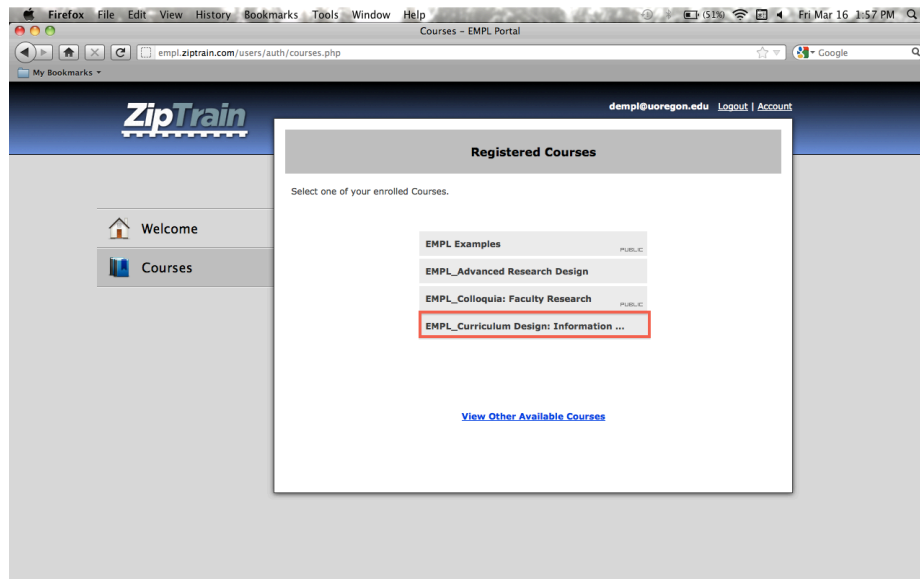 Firefox File Edit View History Bookmarks Tools Window Help (51%) Fri Mar 16 1:57 PM
Courses – EMPL Portal
empl.ziptrain.com/users/auth/courses.php Google
My Bookmarks
ZipTrain
dempl@uoregon.edu Logout | Account
Registered Courses
Select one of your enrolled Courses.
Welcome
Courses
EMPL Examples PUBLIC
EMPL_Advanced Research Design
EMPL_Colloquia: Faculty Research PUBLIC
EMPL_Curriculum Design: Information ...
View Other Available Courses